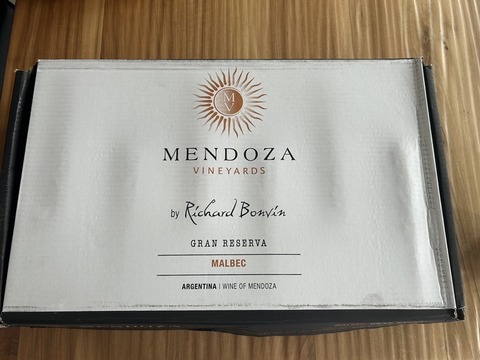 M
V
MENDOZA
VINEYARDS
by Richard Bonvin
GRAN RESERVA
MALBEC
ARGENTINA | WINE OF MENDOZA